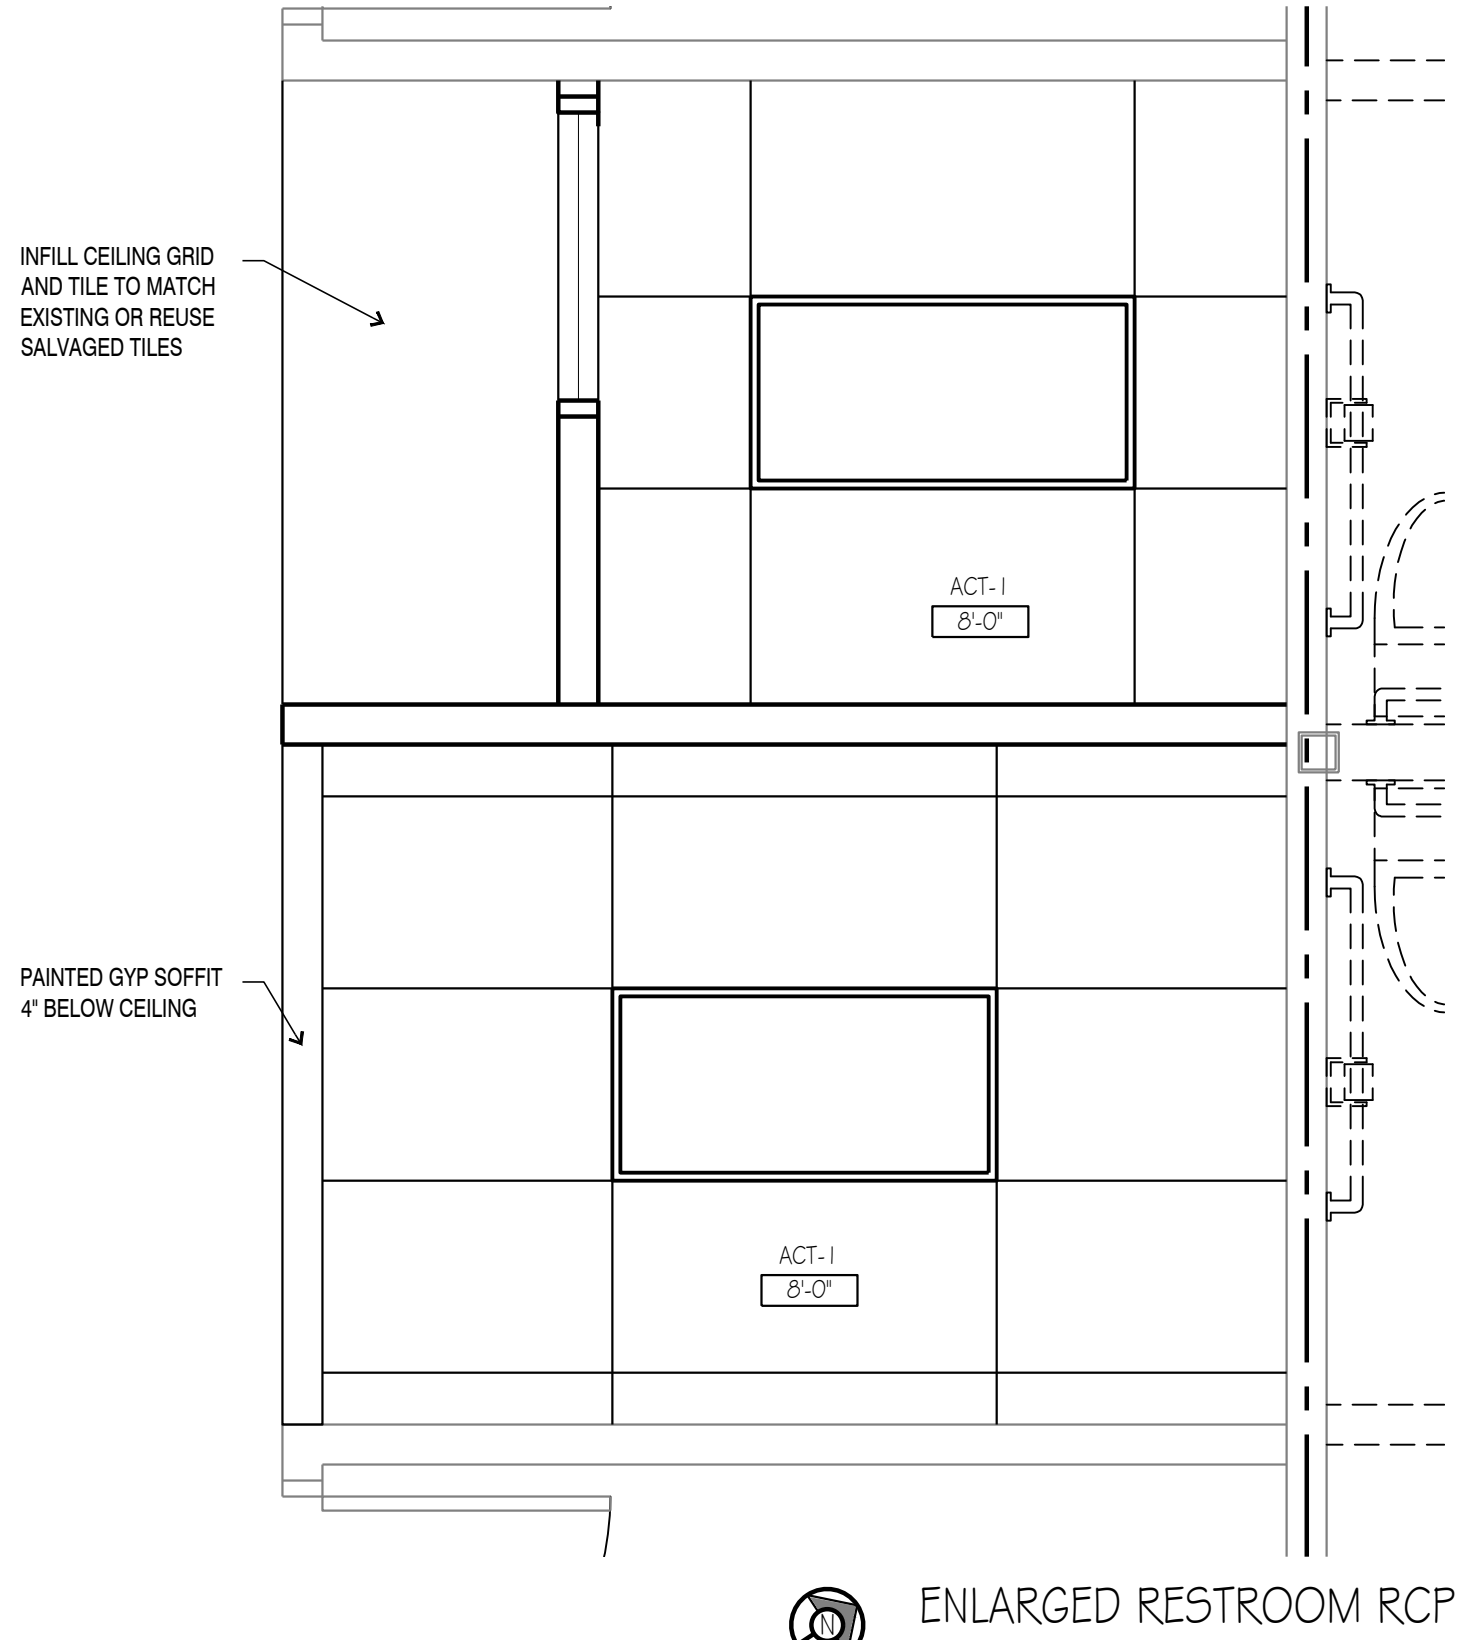 INFILL CEILING GRID
AND TILE TO MATCH
EXISTING OR REUSE
SALVAGED TILES
ACT-1
8'-0"
PAINTED GYP SOFFIT
4" BELOW CEILING
ACT-1
8'-0"
N
ENLARGED RESTROOM RCP